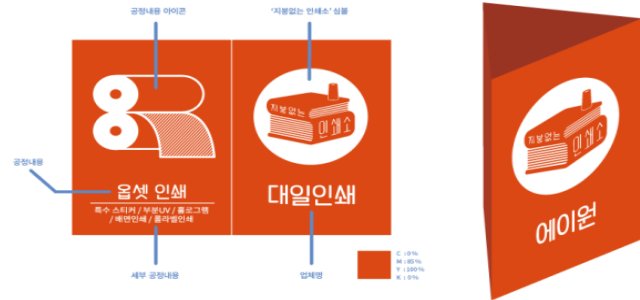 공정내용 아이콘
'지붕없는 인쇄소' 심볼
지붕없는
인쇄소
공정내용
옵셋 인쇄
특수 스티커 / 부분UV / 홀로그램
/ 배면인쇄 / 롤라벨인쇄
대일인쇄
세부 공정내용
업체명
C : 0%
M : 85%
Y : 100%
K : 0%
지붕없는
인쇄소
에이원